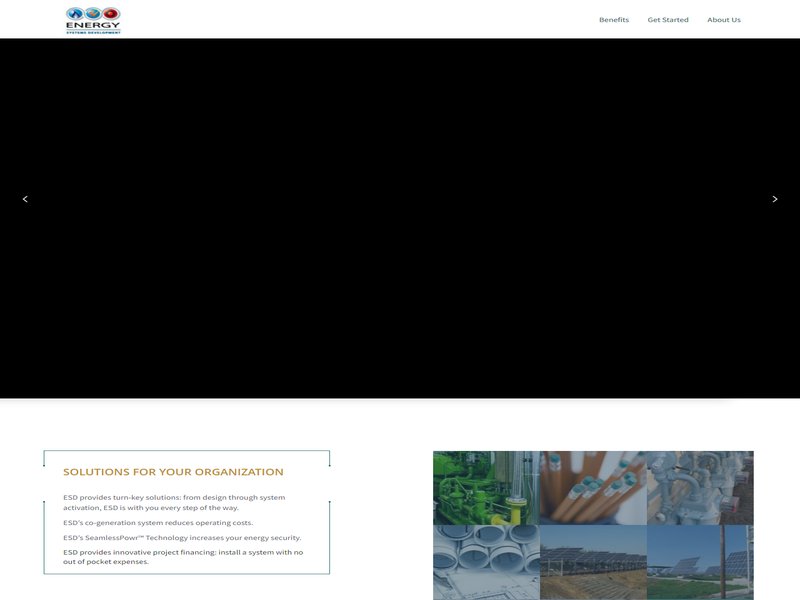 ENERGY
SYSTEMS DEVELOPMENT
Benefits
Get Started
About Us
SOLUTIONS FOR YOUR ORGANIZATION
ESD provides turn-key solutions: from design through system
activation, ESD is with you every step of the way.
ESD's co-generation system reduces operating costs.
ESD's SeamlessPowr™ Technology increases your energy security.
ESD provides innovative project financing: install a system with no
out of pocket expenses.